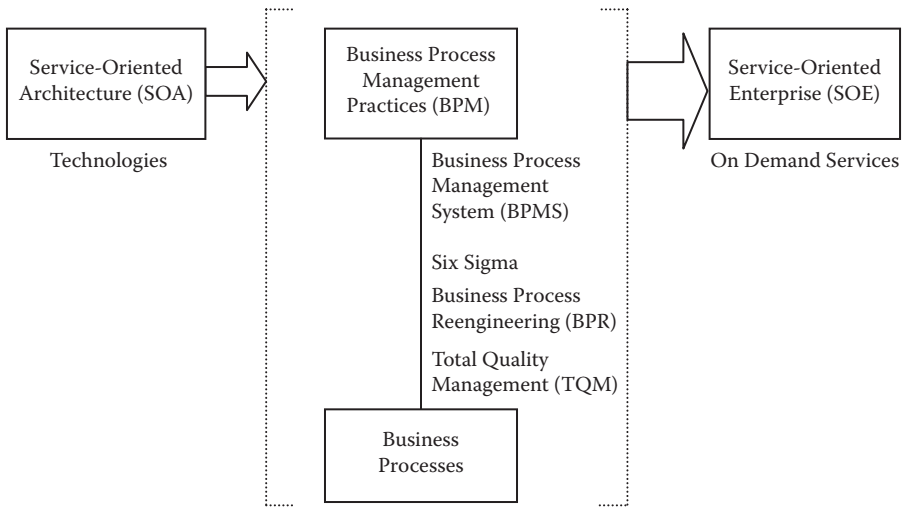 Service-Oriented
Architecture (SOA)
Technologies
Business Process
Management
Practices (BPM)
Business Process
Management
System (BPMS)
Six Sigma
Business Process
Reengineering (BPR)
Total Quality
Management (TQM)
Business
Processes
Service-Oriented
Enterprise (SOE)
On Demand Services